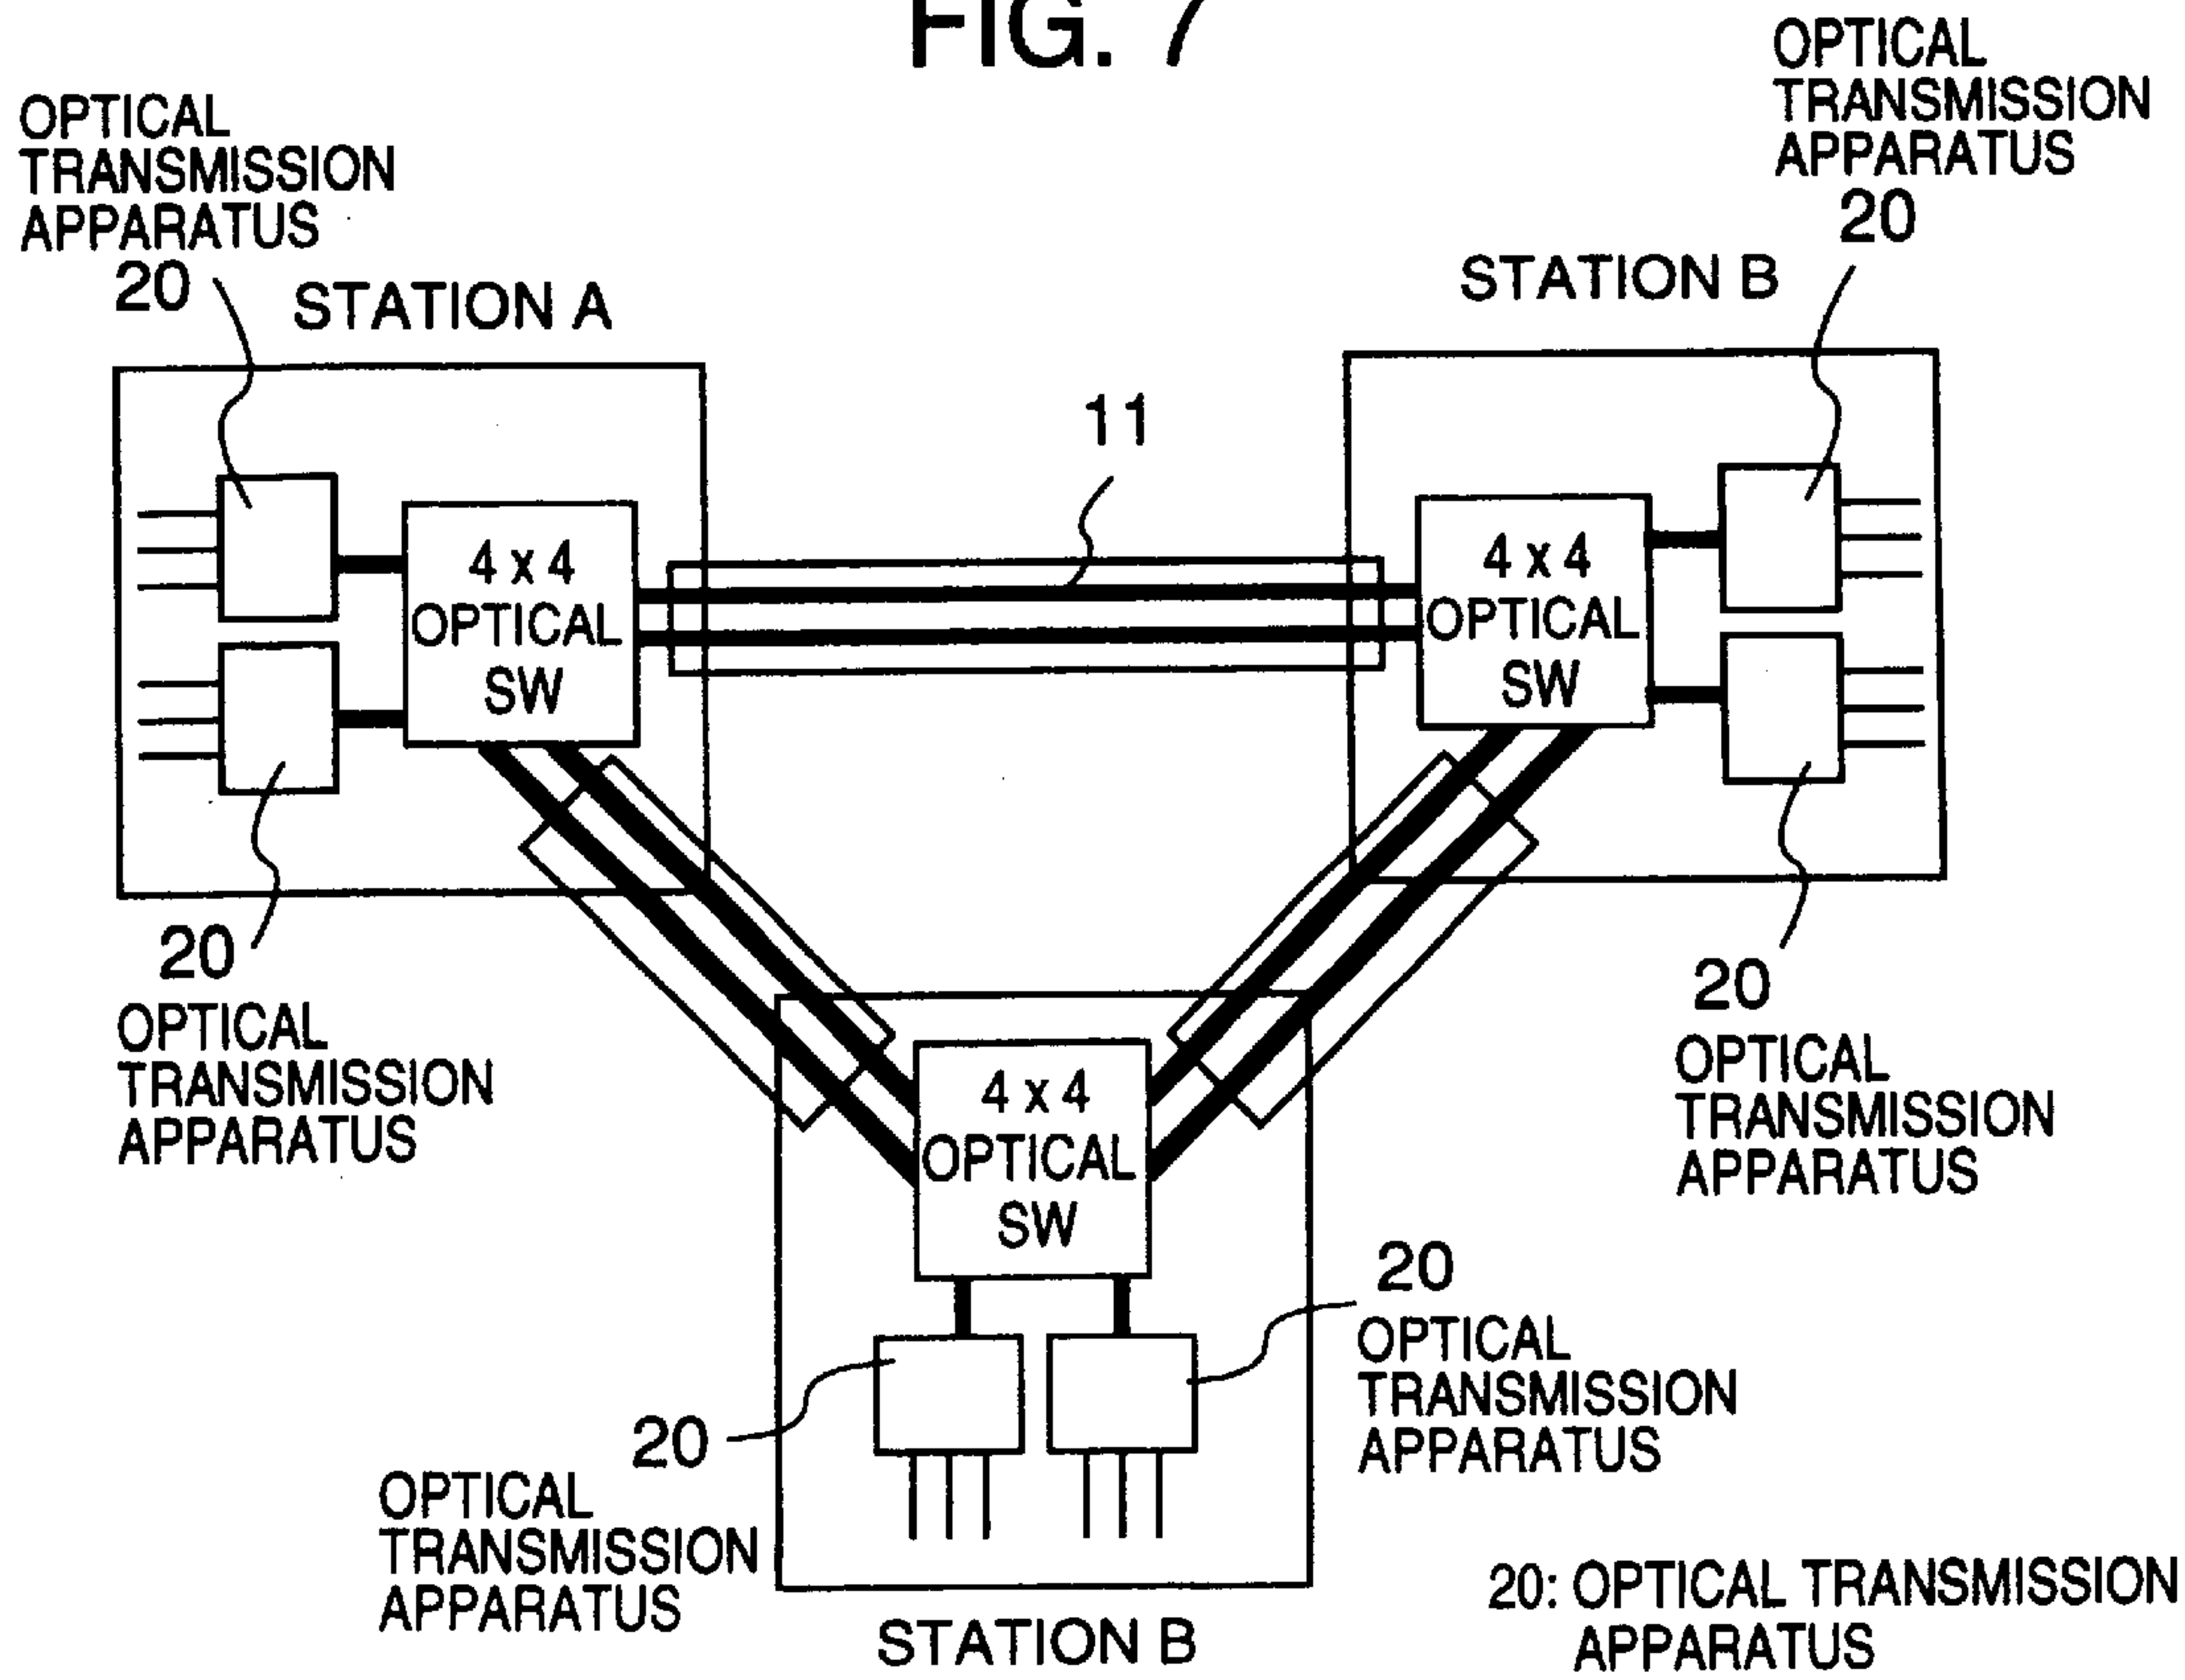 FIG. 7
OPTICAL
TRANSMISSION
APPARATUS
20
STATION A
OPTICAL
TRANSMISSION
APPARATUS
20
STATION B
11
4 x 4
OPTICAL
SW
4 x 4
OPTICAL
SW
20
OPTICAL
TRANSMISSION
APPARATUS
20
OPTICAL
TRANSMISSION
APPARATUS
4 x 4
OPTICAL
SW
20
OPTICAL
TRANSMISSION
APPARATUS
20
OPTICAL
TRANSMISSION
APPARATUS
STATION B
20: OPTICAL TRANSMISSION
APPARATUS